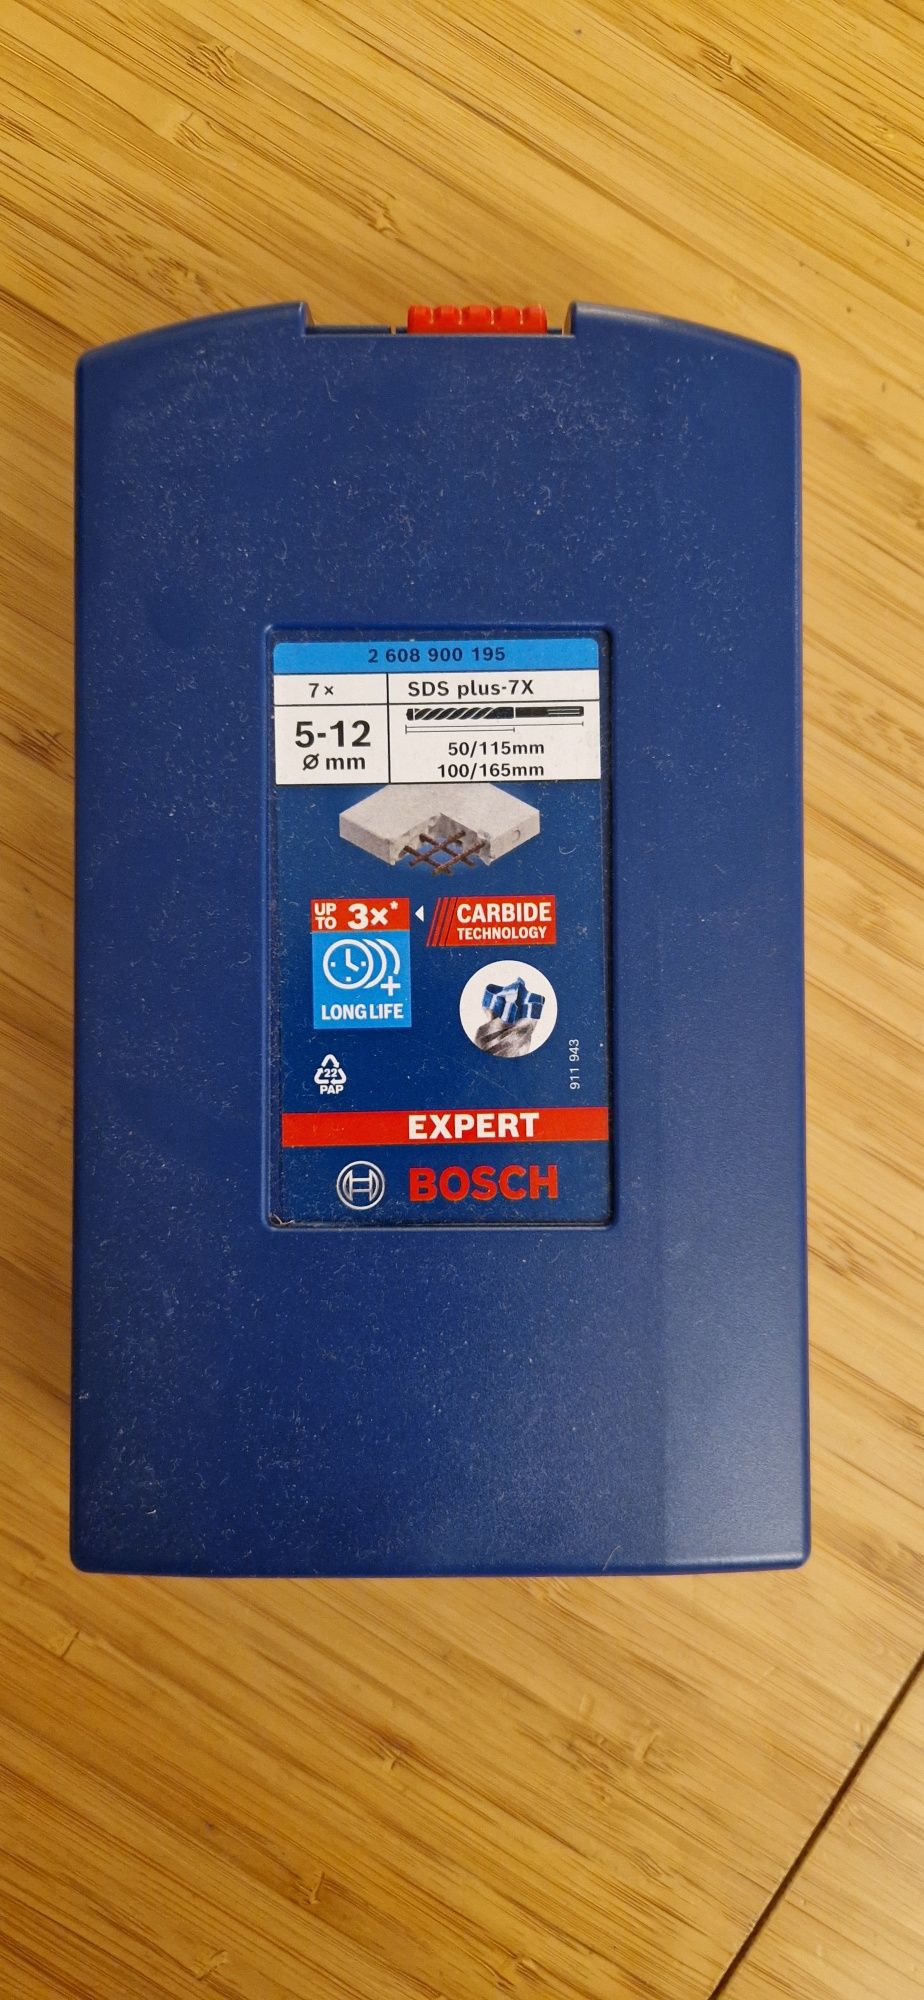 2 608 900 195
7× SDS plus-7X
5-12
Ø mm
50/115mm
100/165mm
UP TO 3×*
CARBIDE
TECHNOLOGY
LONG LIFE
911 943
22
PAP
EXPERT
BOSCH